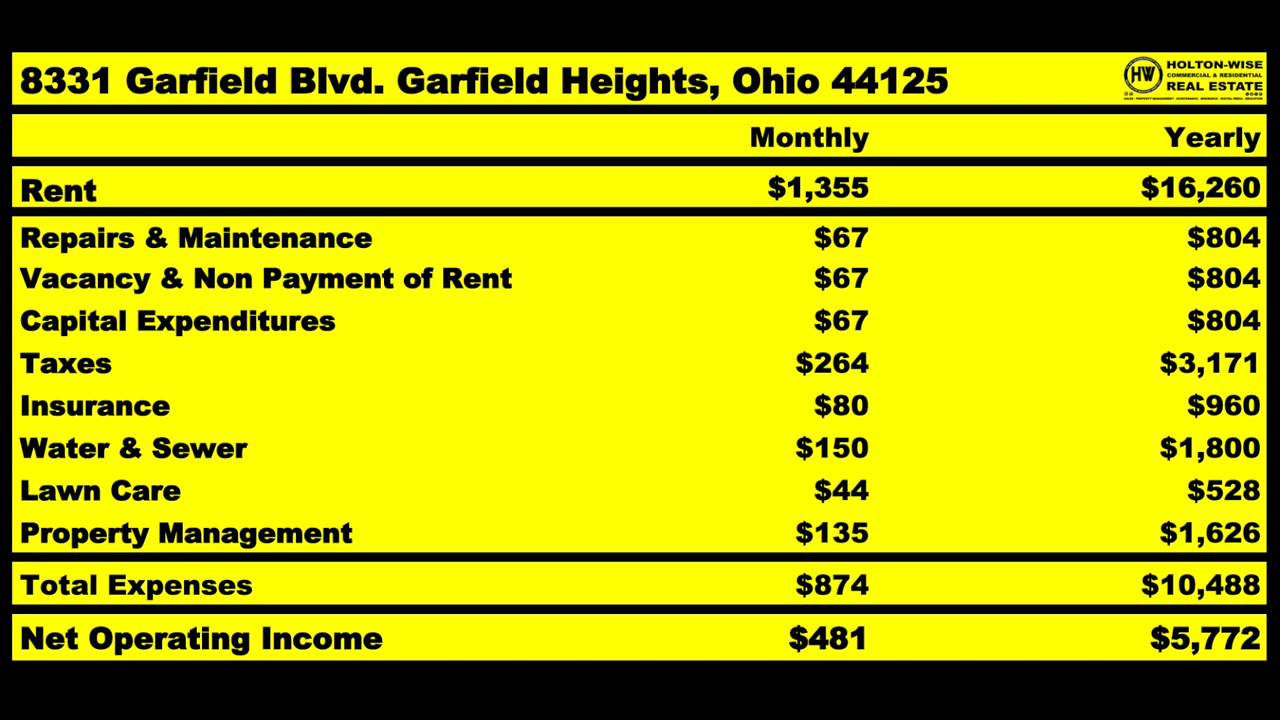 8331 Garfield Blvd. Garfield Heights, Ohio 44125
HW
HOLTON-WISE
COMMERCIAL & RESIDENTIAL
REAL ESTATE
Monthly Yearly
Rent $1,355 $16,260
Repairs & Maintenance $67 $804
Vacancy & Non Payment of Rent $67 $804
Capital Expenditures $67 $804
Taxes $264 $3,171
Insurance $80 $960
Water & Sewer $150 $1,800
Lawn Care $44 $528
Property Management $135 $1,626
Total Expenses $874 $10,488
Net Operating Income $481 $5,772